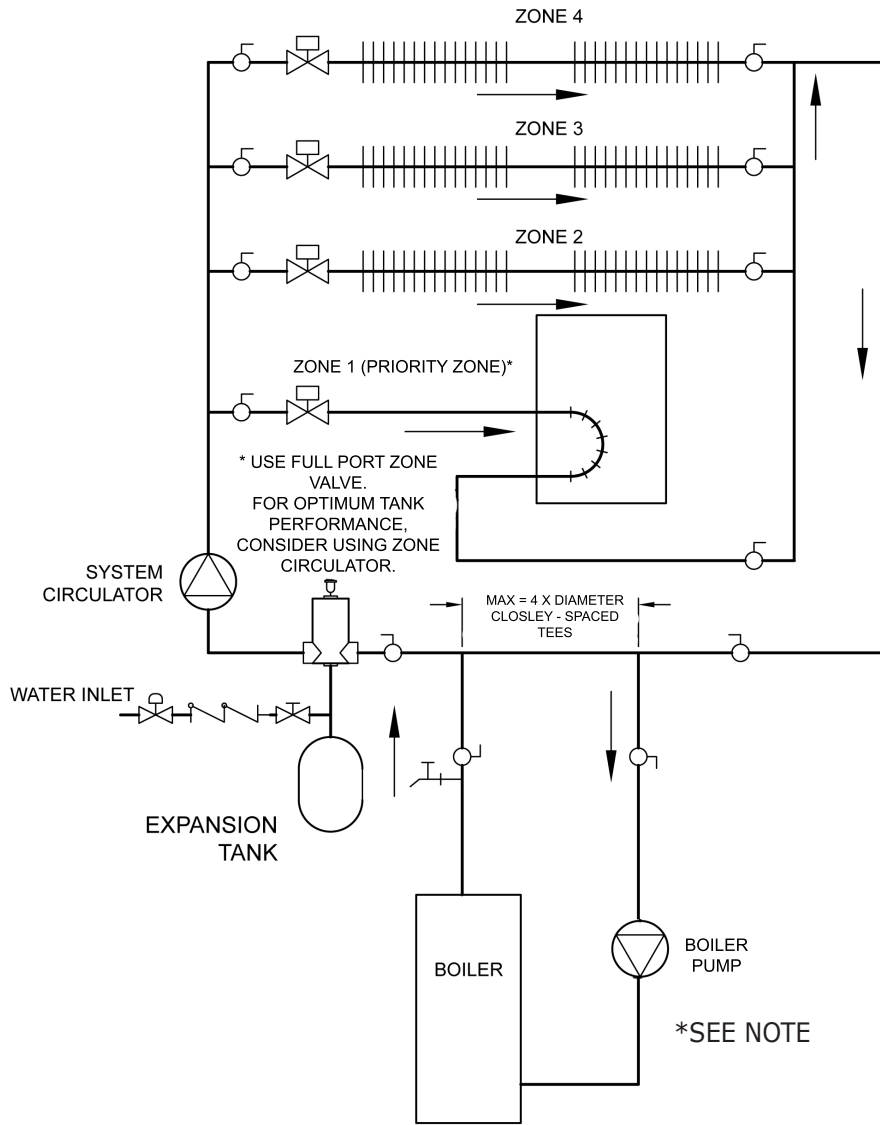 ZONE 4
ZONE 3
ZONE 2
ZONE 1 (PRIORITY ZONE)*
* USE FULL PORT ZONE
VALVE.
FOR OPTIMUM TANK
PERFORMANCE,
CONSIDER USING ZONE
CIRCULATOR.
SYSTEM
CIRCULATOR
MAX = 4 X DIAMETER
CLOSLEY - SPACED
TEES
WATER INLET
EXPANSION
TANK
BOILER
BOILER
PUMP
*SEE NOTE